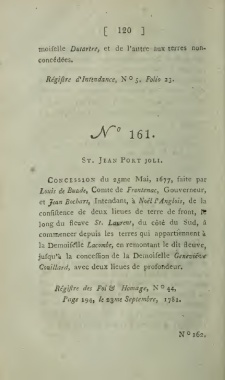 [ 120 ]
moiselle Dutartre, et de l'autre aux terres non-
concédées.
Régistre d'Intendance, N° 5. Folio 23.
N° 161.
ST. JEAN PORT JOLI.
CONCESSION du 25me Mai, 1677, faite par
Louis de Buade, Comte de Frontenac, Gouverneur,
et Jean Bochart, Intendant, à Noël l'Anglois, de la
consistence de deux lieues de terre de front, le
long du fleuve St. Laurent, du côté du Sud, à
commencer depuis les terres qui appartiennent à
la Demoiselle Lacombe, en remontant le dit fleuve,
jusqu'à la concession de la Demoiselle Geneviève
Couillard, avec deux lieues de profondeur.
Régistre des Foi & Homage, N° 44,
Page 194, le 23me Septembre, 1781.
N° 162.